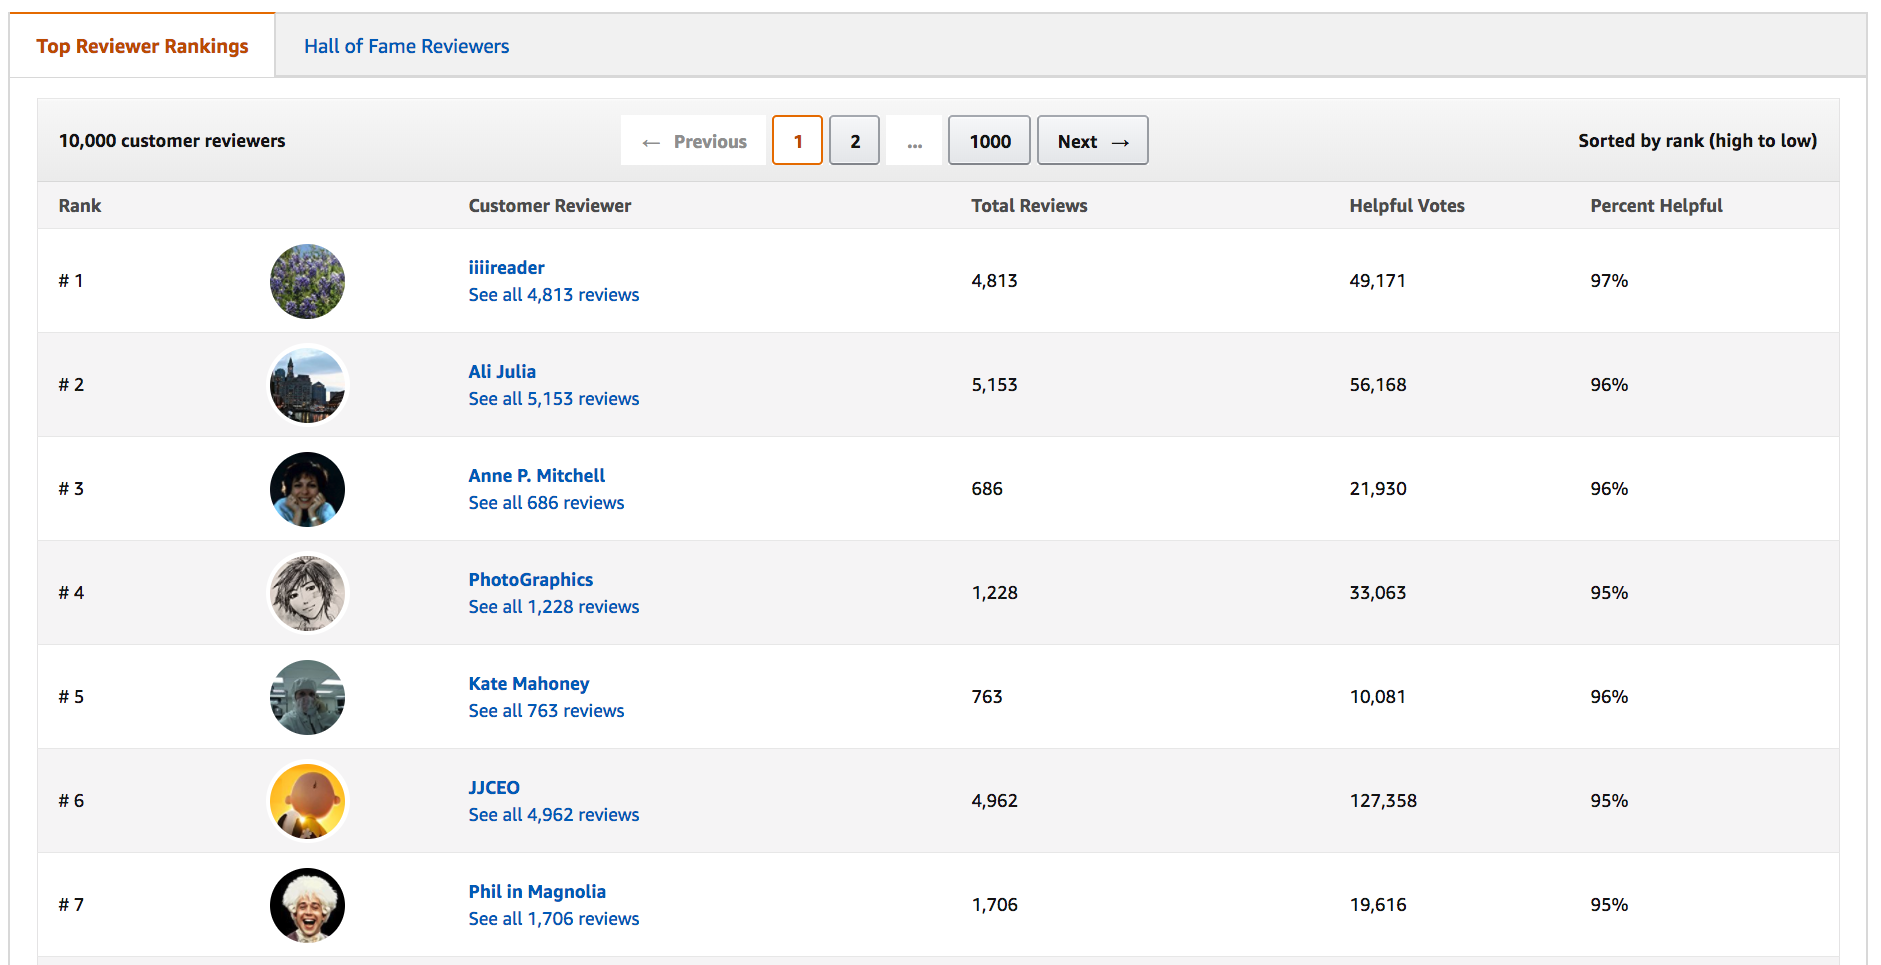 Top Reviewer Rankings
Hall of Fame Reviewers
10,000 customer reviewers
← Previous 1 2 ... 1000 Next →
Sorted by rank (high to low)
Rank Customer Reviewer Total Reviews Helpful Votes Percent Helpful
# 1 iiiireader 4,813 49,171 97%
See all 4,813 reviews
# 2 Ali Julia 5,153 56,168 96%
See all 5,153 reviews
# 3 Anne P. Mitchell 686 21,930 96%
See all 686 reviews
# 4 PhotoGraphics 1,228 33,063 95%
See all 1,228 reviews
# 5 Kate Mahoney 763 10,081 96%
See all 763 reviews
# 6 JJCEO 4,962 127,358 95%
See all 4,962 reviews
# 7 Phil in Magnolia 1,706 19,616 95%
See all 1,706 reviews